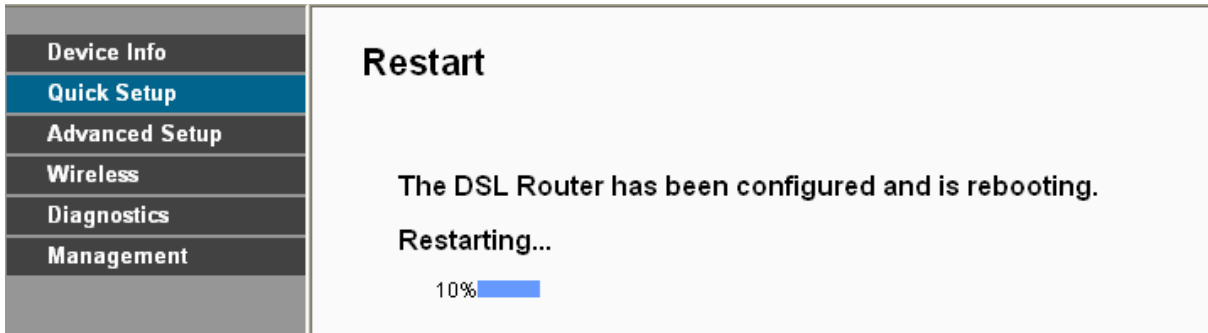 Device Info
Quick Setup
Advanced Setup
Wireless
Diagnostics
Management
Restart
The DSL Router has been configured and is rebooting.
Restarting...
10%